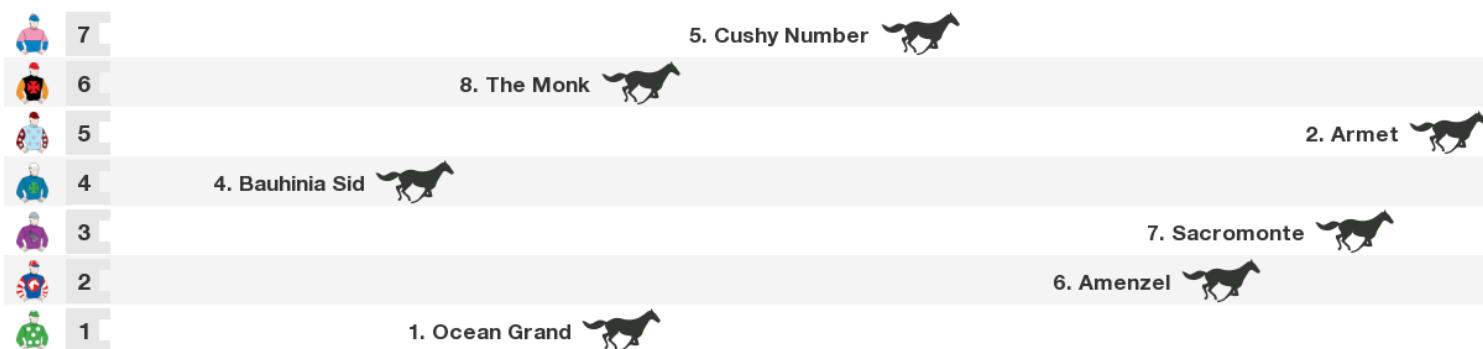 7 5. Cushy Number
6 8. The Monk
5 2. Armet
4 4. Bauhinia Sid
3 7. Sacromonte
2 6. Amenzel
1 1. Ocean Grand